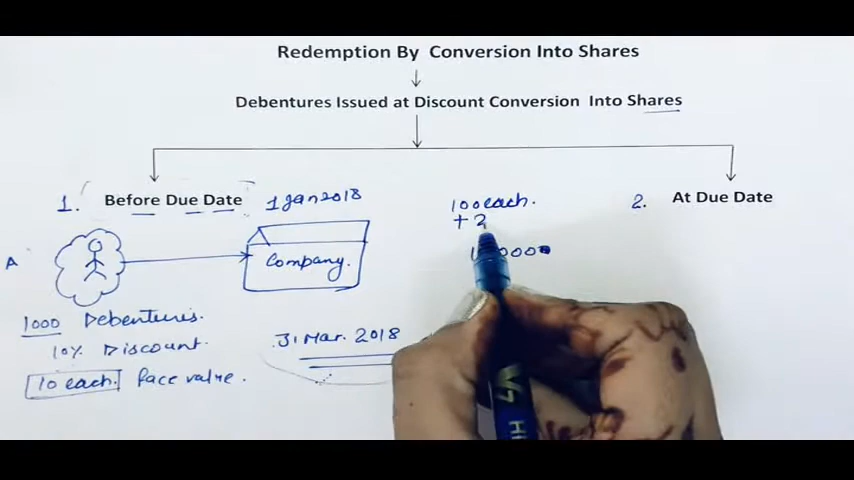 Redemption By Conversion Into Shares
Debentures Issued at Discount Conversion Into Shares
1. Before Due Date 1 Jan 2018
2. At Due Date
100 each.
+ 2
A
Company.
1000 Debentures.
10% Discount.
10 each. face value.
31 Mar. 2018
V7